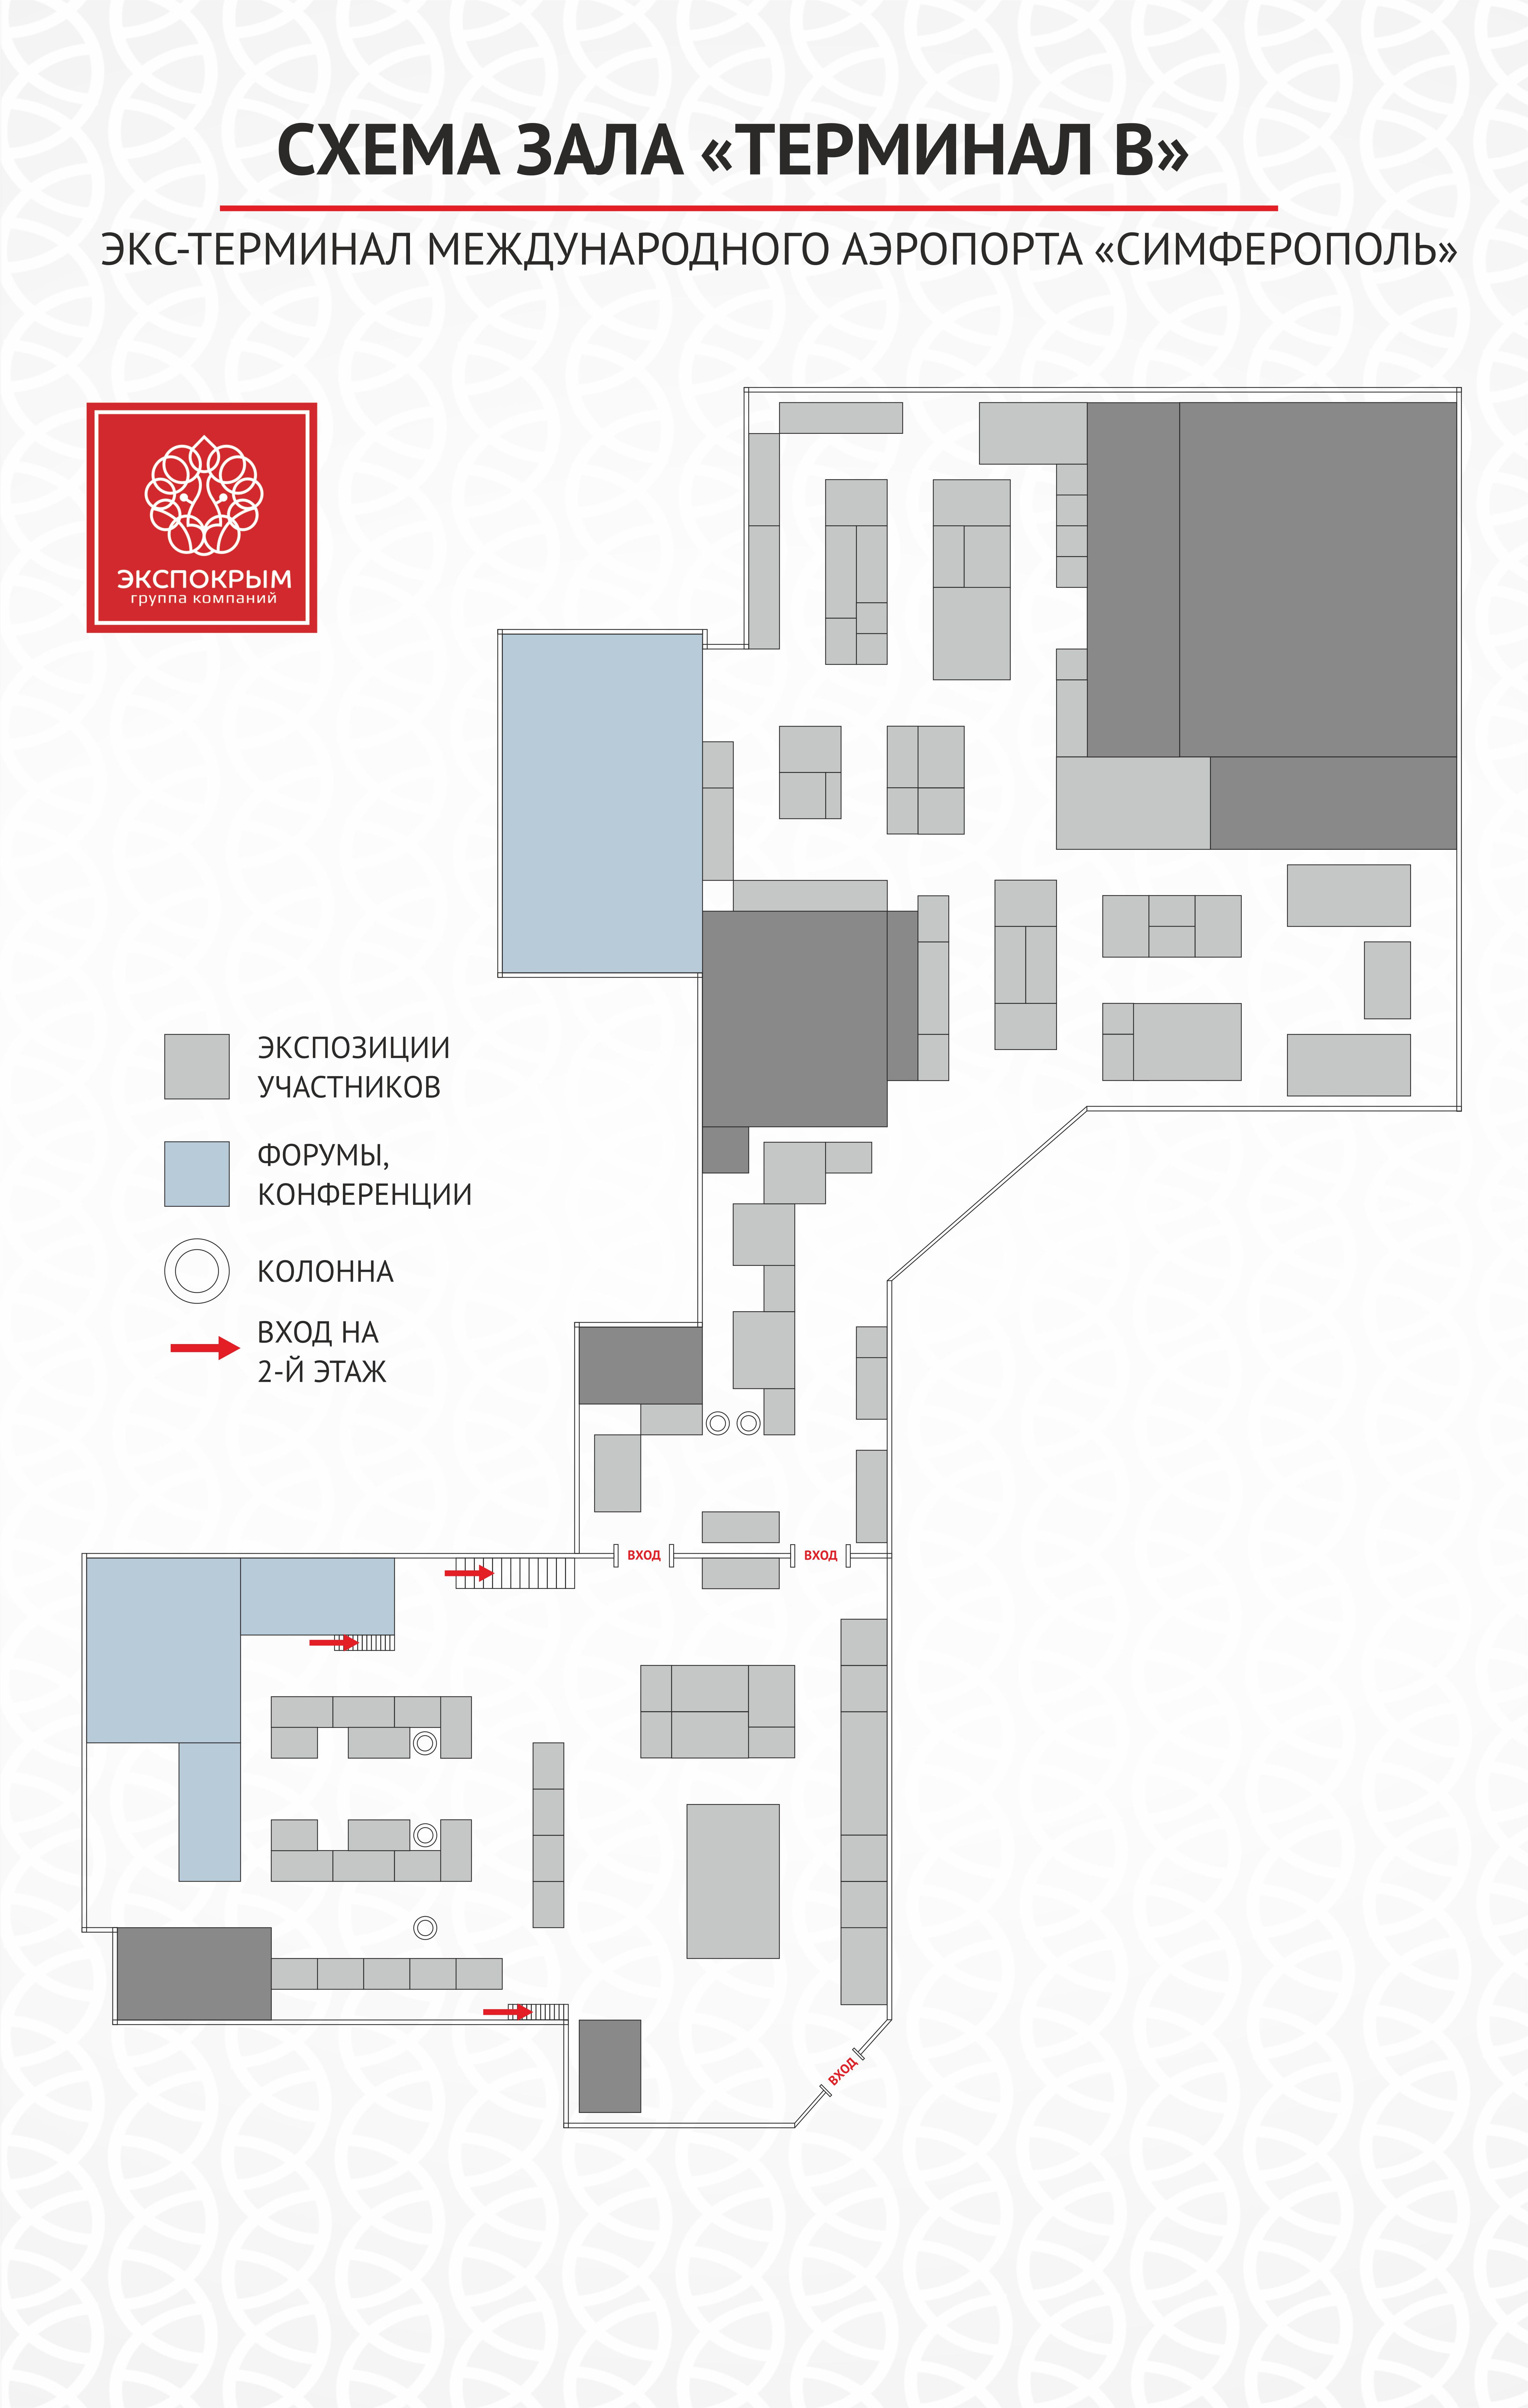 СХЕМА ЗАЛА «ТЕРМИНАЛ В»
ЭКС-ТЕРМИНАЛ МЕЖДУНАРОДНОГО АЭРОПОРТА «СИМФЕРОПОЛЬ»
ЭКСПОКРЫМ
группа компаний
ЭКСПОЗИЦИИ
УЧАСТНИКОВ
ФОРУМЫ,
КОНФЕРЕНЦИИ
КОЛОННА
ВХОД НА
2-Й ЭТАЖ
ВХОД
ВХОД
ВХОД